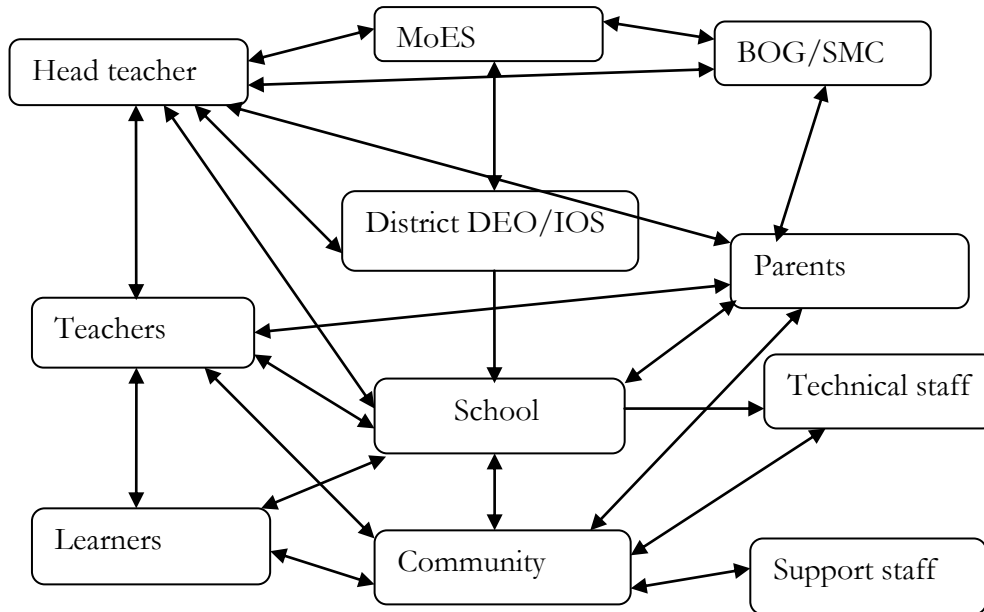 MoES
Head teacher
BOG/SMC
District DEO/IOS
Parents
Teachers
Technical staff
School
Learners
Community
Support staff